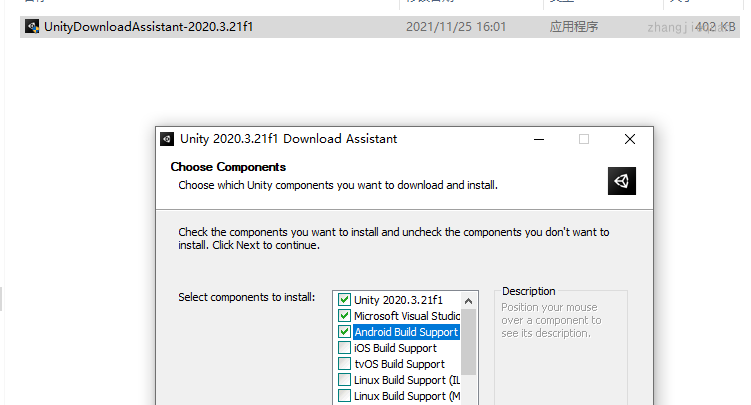 UnityDownloadAssistant-2020.3.21f1 2021/11/25 16:01 应用程序 402 KB
Unity 2020.3.21f1 Download Assistant
Choose Components
Choose which Unity components you want to download and install.
Check the components you want to install and uncheck the components you don't want to
install. Click Next to continue.
Select components to install:
Unity 2020.3.21f1
Microsoft Visual Studio
Android Build Support
iOS Build Support
tvOS Build Support
Linux Build Support (IL
Linux Build Support (M
Description
Position your mouse
over a component to
see its description.